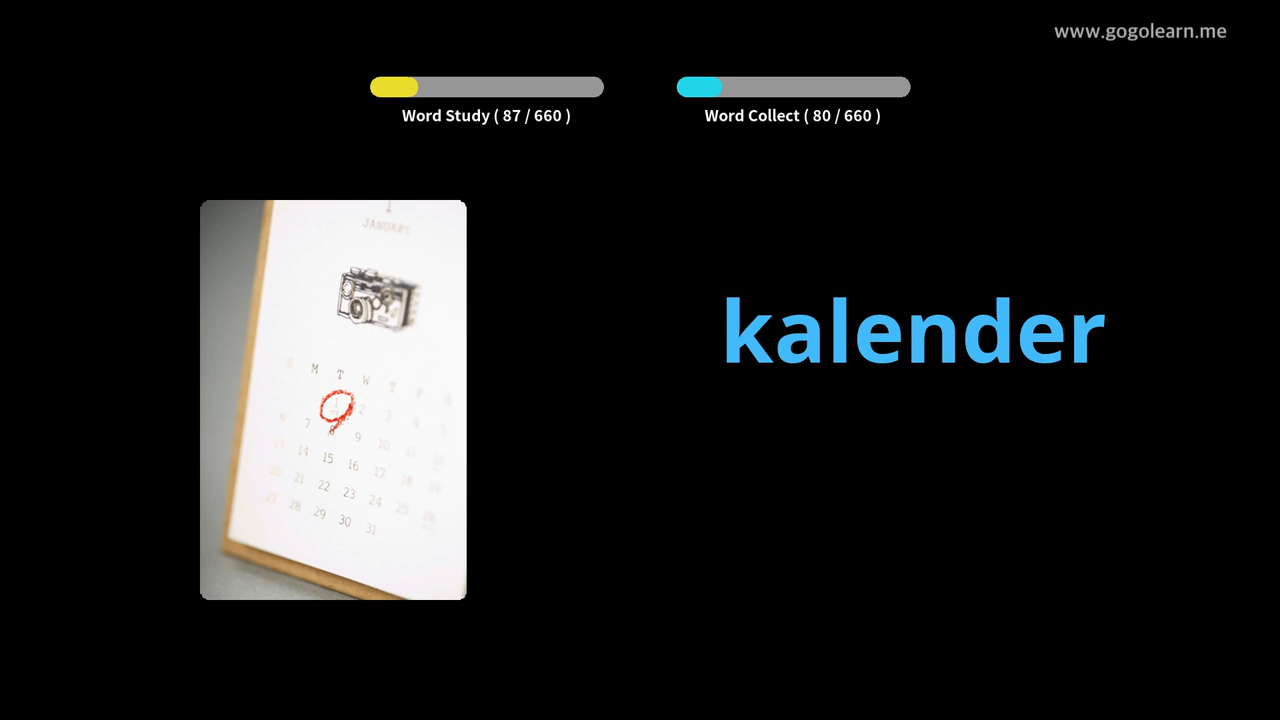 www.gogolearn.me
Word Study ( 87 / 660 )
Word Collect ( 80 / 660 )
kalender
JANUARY
S M T W T F S
1 2 3 4 5
6 7 8 9 10 11
13 14 15 16 17 18 19
20 21 22 23 24 25 26
27 28 29 30 31